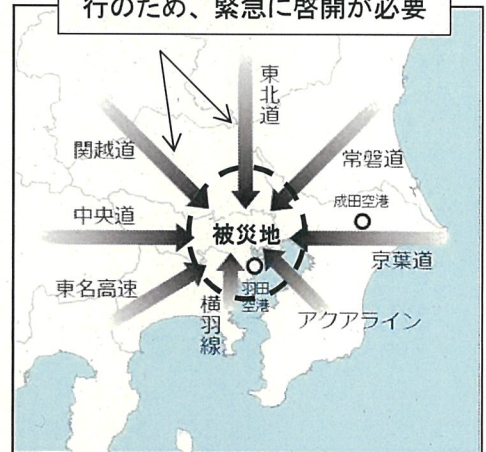 行のため、緊急に啓開が必要
東北道
関越道
常磐道
成田空港
中央道
被災地
京葉道
東名高速
羽田
空港
横羽線
アクアライン